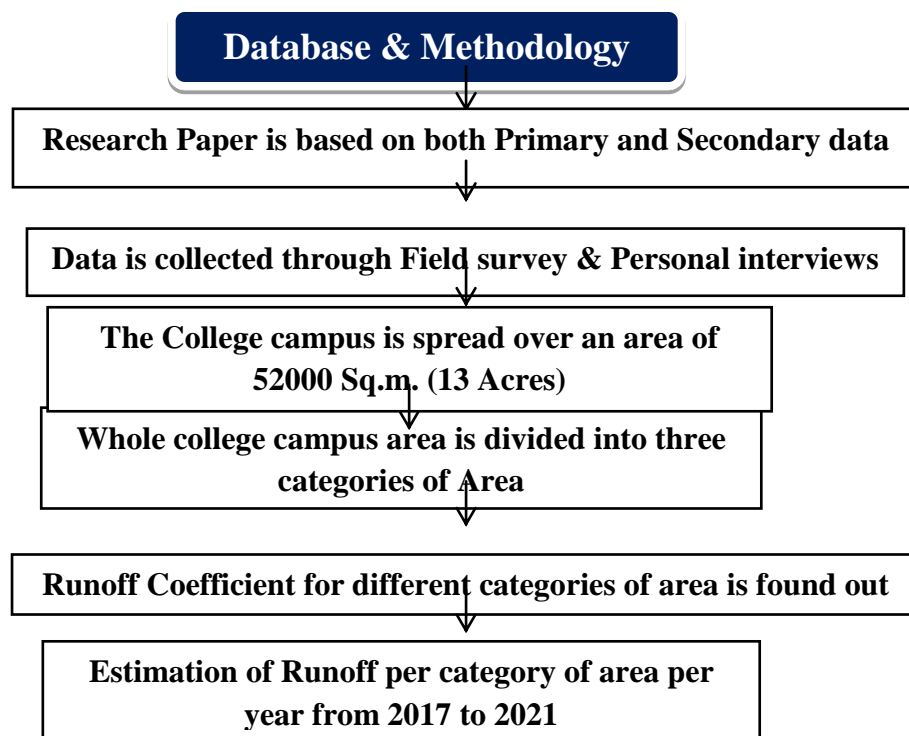 Database & Methodology
Research Paper is based on both Primary and Secondary data
Data is collected through Field survey & Personal interviews
The College campus is spread over an area of
52000 Sq.m. (13 Acres)
Whole college campus area is divided into three
categories of Area
Runoff Coefficient for different categories of area is found out
Estimation of Runoff per category of area per
year from 2017 to 2021